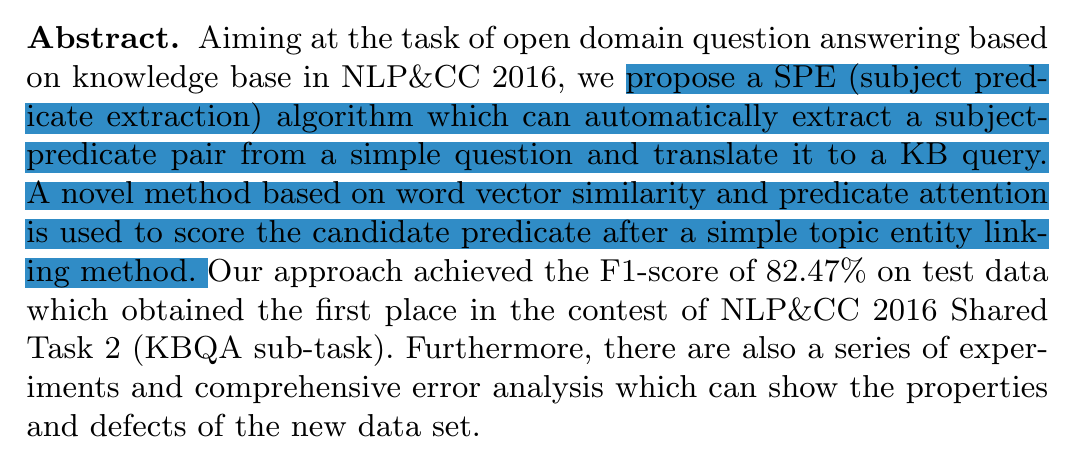 Abstract. Aiming at the task of open domain question answering based
on knowledge base in NLP&CC 2016, we propose a SPE (subject pred-
icate extraction) algorithm which can automatically extract a subject-
predicate pair from a simple question and translate it to a KB query.
A novel method based on word vector similarity and predicate attention
is used to score the candidate predicate after a simple topic entity link-
ing method. Our approach achieved the F1-score of 82.47% on test data
which obtained the first place in the contest of NLP&CC 2016 Shared
Task 2 (KBQA sub-task). Furthermore, there are also a series of exper-
iments and comprehensive error analysis which can show the properties
and defects of the new data set.